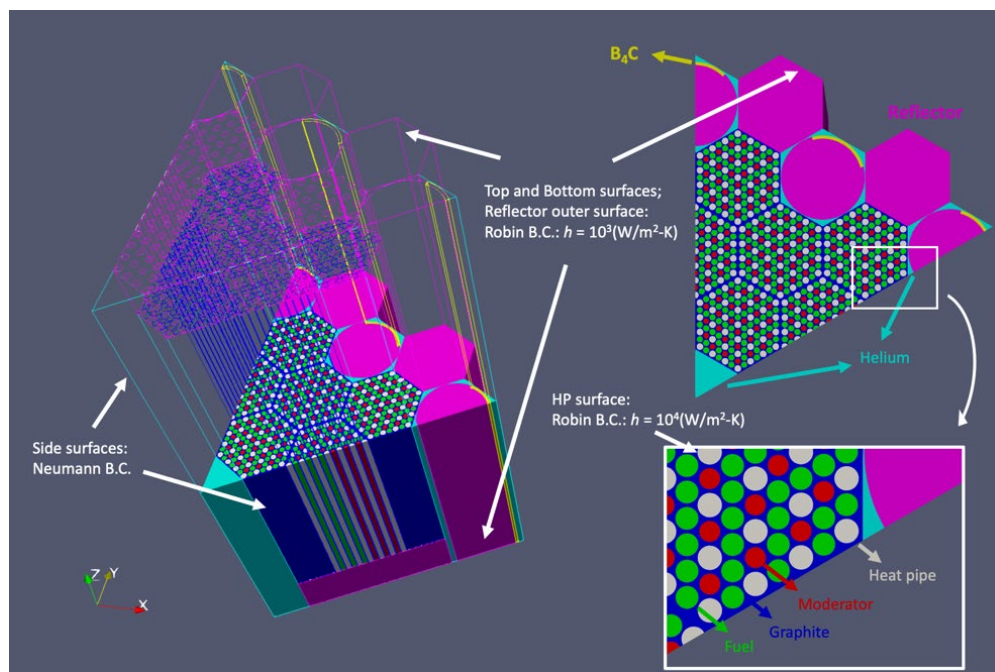 B₄C
Reflector
Top and Bottom surfaces;
Reflector outer surface:
Robin B.C.: h = 10³(W/m²-K)
Helium
HP surface:
Robin B.C.: h = 10⁴(W/m²-K)
Side surfaces:
Neumann B.C.
Heat pipe
Moderator
Graphite
Fuel
Z
Y
X